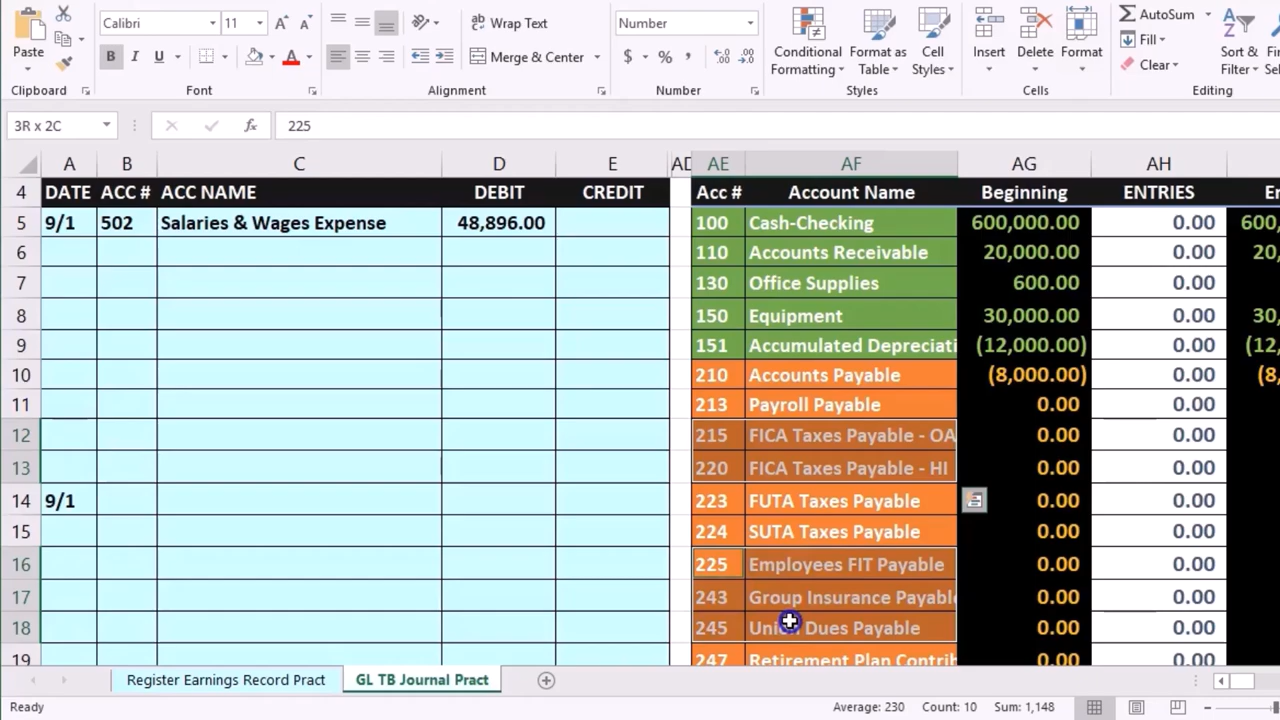 Calibri 11 Wrap Text Number AutoSum
Paste B I U Merge & Center $ % Conditional Formatting Format as Table Cell Styles Insert Delete Format Fill Clear Sort & Filter
Clipboard Font Alignment Number Styles Cells Editing
3R x 2C fx 225
A B C D E AD AE AF AG AH
4 DATE ACC # ACC NAME DEBIT CREDIT Acc # Account Name Beginning ENTRIES
5 9/1 502 Salaries & Wages Expense 48,896.00 100 Cash-Checking 600,000.00 0.00 600,
6 110 Accounts Receivable 20,000.00 0.00 20,
7 130 Office Supplies 600.00 0.00
8 150 Equipment 30,000.00 0.00 30,
9 151 Accumulated Depreciati (12,000.00) 0.00 (12,
10 210 Accounts Payable (8,000.00) 0.00 (8,
11 213 Payroll Payable 0.00 0.00
12 215 FICA Taxes Payable - OA 0.00 0.00
13 220 FICA Taxes Payable - HI 0.00 0.00
14 9/1 223 FUTA Taxes Payable 0.00 0.00
15 224 SUTA Taxes Payable 0.00 0.00
16 225 Employees FIT Payable 0.00 0.00
17 243 Group Insurance Payable 0.00 0.00
18 245 Union Dues Payable 0.00 0.00
19 247 Retirement Plan Contrib 0.00 0.00
Register Earnings Record Pract GL TB Journal Pract
Ready Average: 230 Count: 10 Sum: 1,148